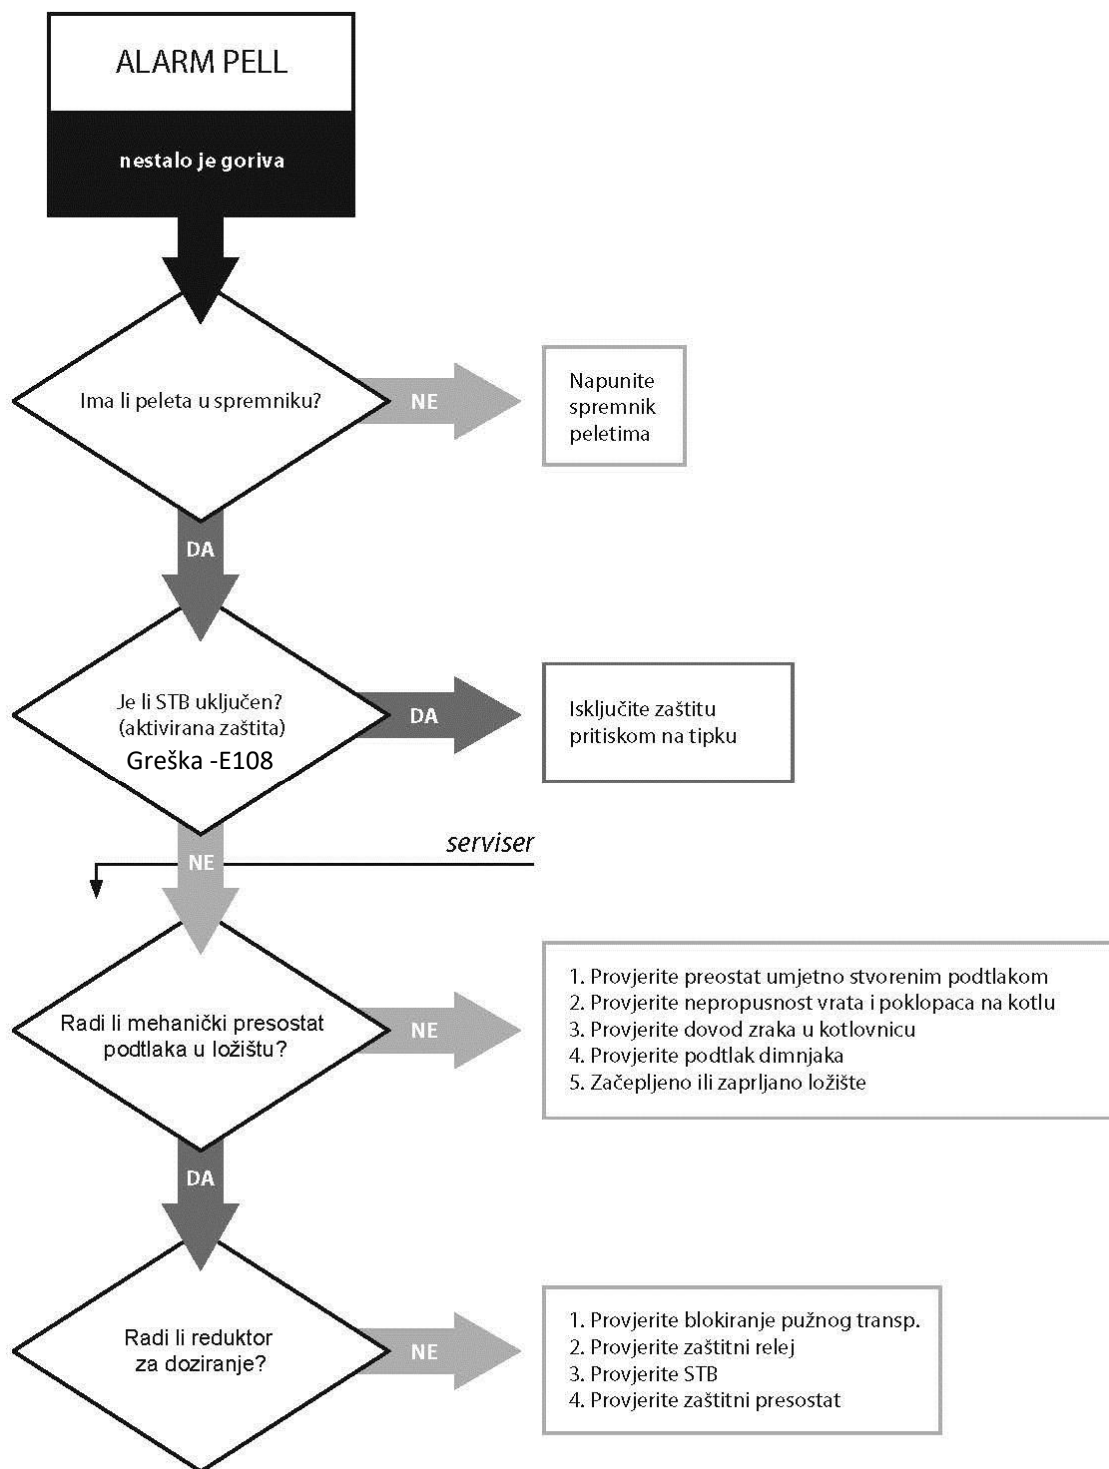 ALARM PELL
nestalo je goriva
Ima li peleta u spremniku?
NE
Napunite
spremnik
peletima
DA
Je li STB uključen?
(aktivirana zaštita)
Greška -E108
DA
Isključite zaštitu
pritiskom na tipku
NE
serviser
Radi li mehanički presostat
podtlaka u ložištu?
NE
1. Provjerite preostat umjetno stvorenim podtlakom
2. Provjerite nepropusnost vrata i poklopaca na kotlu
3. Provjerite dovod zraka u kotlovnicu
4. Provjerite podtlak dimnjaka
5. Začepljeno ili zaprljano ložište
DA
Radi li reduktor
za doziranje?
NE
1. Provjerite blokiranje pužnog transp.
2. Provjerite zaštitni relej
3. Provjerite STB
4. Provjerite zaštitni presostat